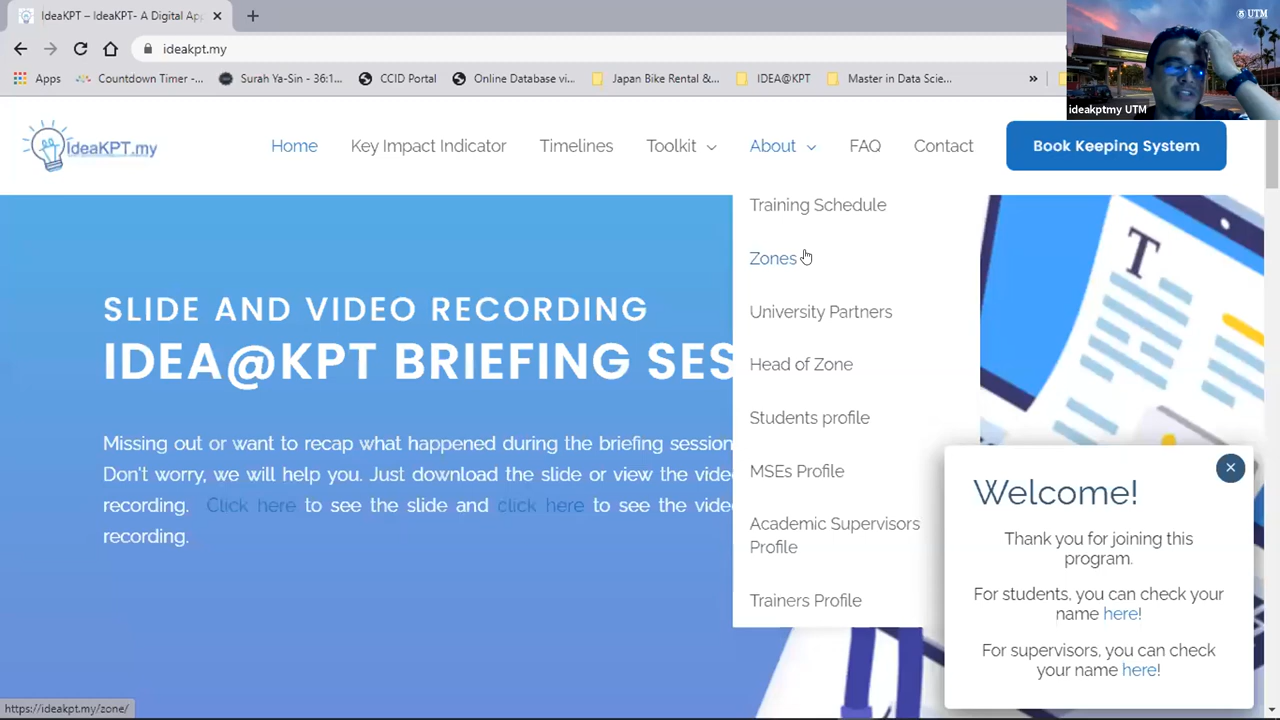 IdeaKPT – IdeaKPT- A Digital Ap
ideakpt.my
Apps
Countdown Timer -...
Surah Ya-Sin - 36:1...
CCID Portal
Online Database vi...
Japan Bike Rental &...
IDEA@KPT
Master in Data Scie...
»
UTM
ideakptmy UTM
ideaKPT.my
Home
Key Impact Indicator
Timelines
Toolkit
About
FAQ
Contact
Book Keeping System
Training Schedule
Zones
University Partners
Head of Zone
Students profile
MSEs Profile
Academic Supervisors
Profile
Trainers Profile
SLIDE AND VIDEO RECORDING
IDEA@KPT BRIEFING SES
Missing out or want to recap what happened during the briefing session
Don't worry, we will help you. Just download the slide or view the vide
recording. Click here to see the slide and click here to see the vide
recording.
T
Welcome!
Thank you for joining this
program.
For students, you can check your
name here!
For supervisors, you can check
your name here!
https://ideakpt.my/zone/